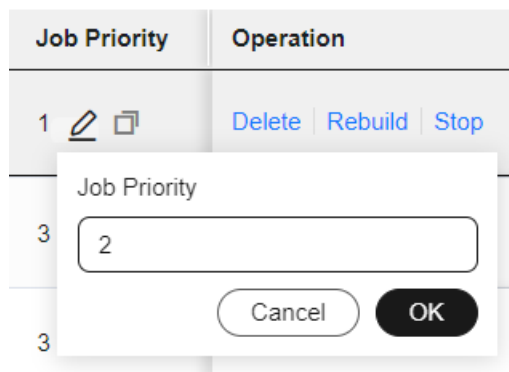 Job Priority Operation
1 Delete Rebuild Stop
Job Priority
3
2
Cancel OK
3